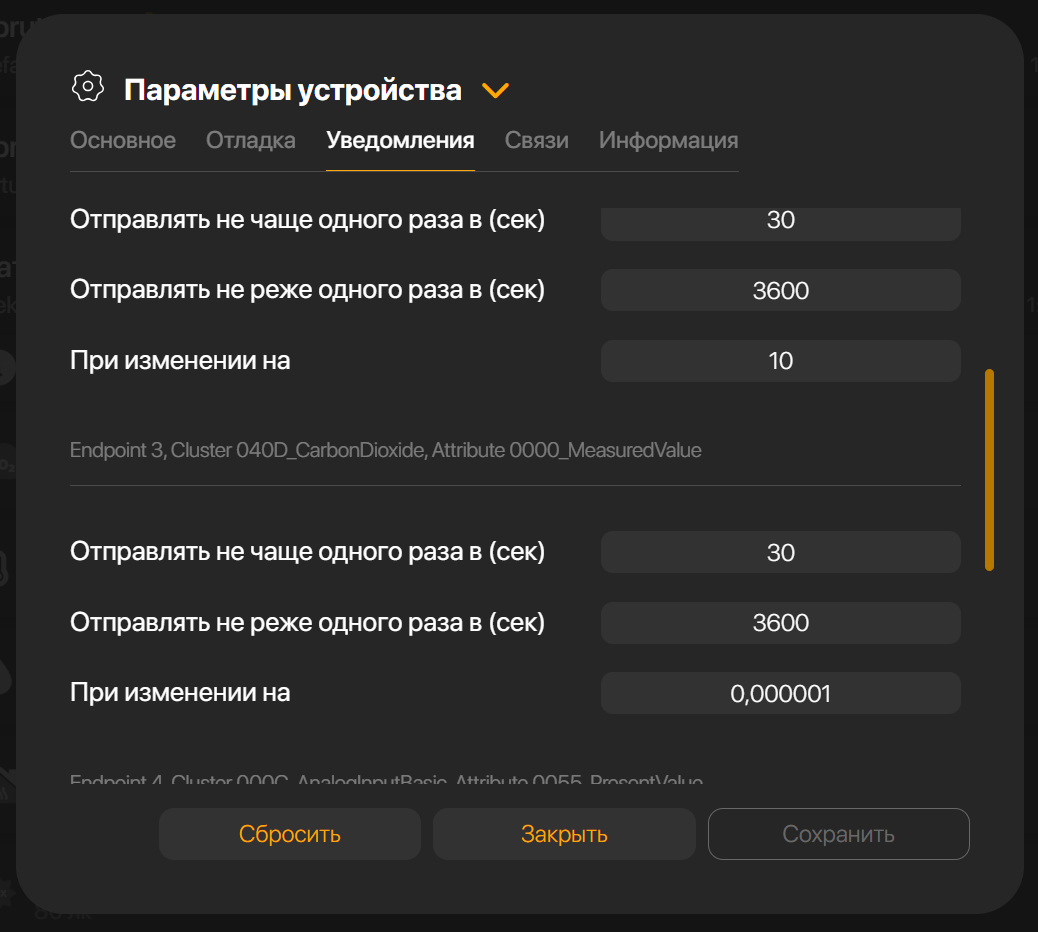 Параметры устройства
Основное Отладка Уведомления Связи Информация
Отправлять не чаще одного раза в (сек) 30
Отправлять не реже одного раза в (сек) 3600
При изменении на 10
Endpoint 3, Cluster 040D_CarbonDioxide, Attribute 0000_MeasuredValue
Отправлять не чаще одного раза в (сек) 30
Отправлять не реже одного раза в (сек) 3600
При изменении на 0,000001
Endpoint 4, Cluster 000C_AnalogInputBasic, Attribute 0055_PresentValue
Сбросить Закрыть Сохранить